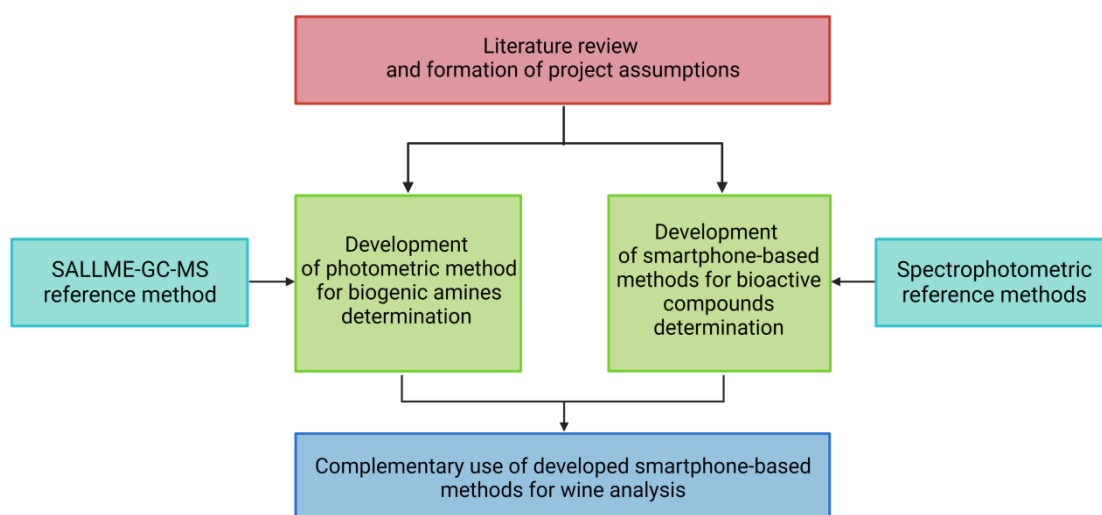 Literature review
and formation of project assumptions
SALLME-GC-MS
reference method
Development
of photometric method
for biogenic amines
determination
Development
of smartphone-based
methods for bioactive
compounds
determination
Spectrophotometric
reference methods
Complementary use of developed smartphone-based
methods for wine analysis